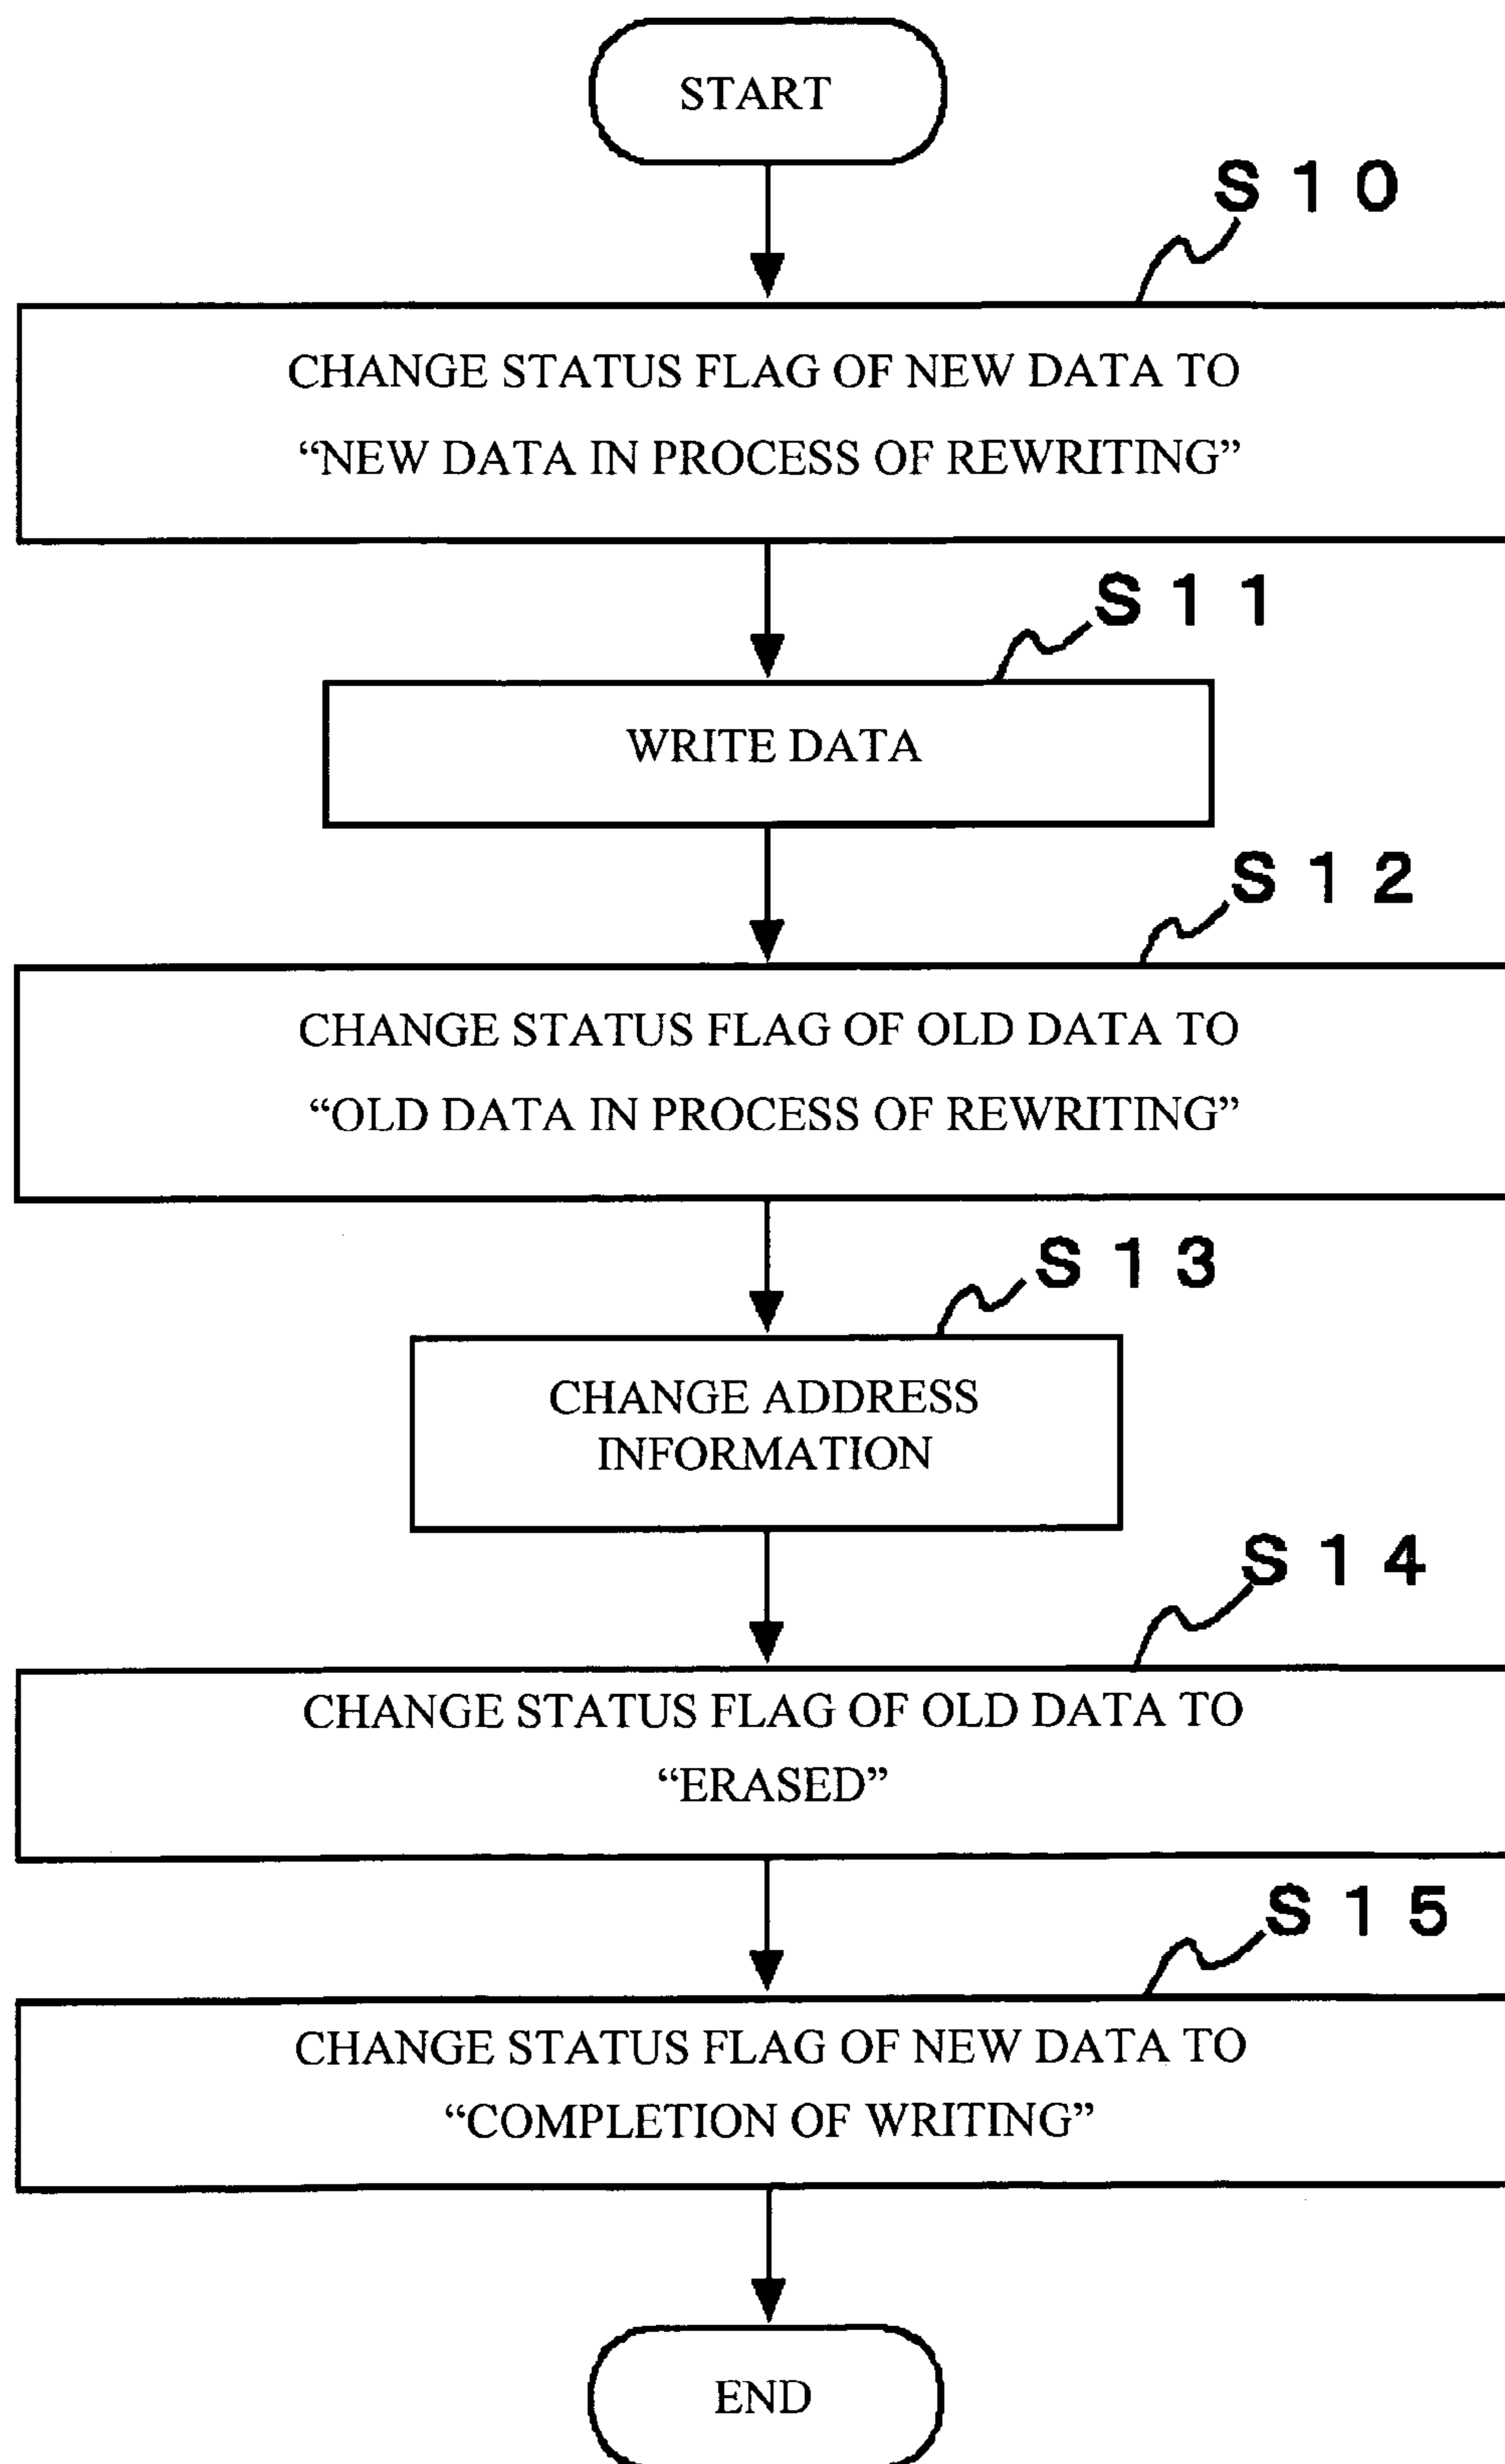 START
S10
CHANGE STATUS FLAG OF NEW DATA TO
“NEW DATA IN PROCESS OF REWRITING”
S11
WRITE DATA
S12
CHANGE STATUS FLAG OF OLD DATA TO
“OLD DATA IN PROCESS OF REWRITING”
S13
CHANGE ADDRESS
INFORMATION
S14
CHANGE STATUS FLAG OF OLD DATA TO
“ERASED”
S15
CHANGE STATUS FLAG OF NEW DATA TO
“COMPLETION OF WRITING”
END